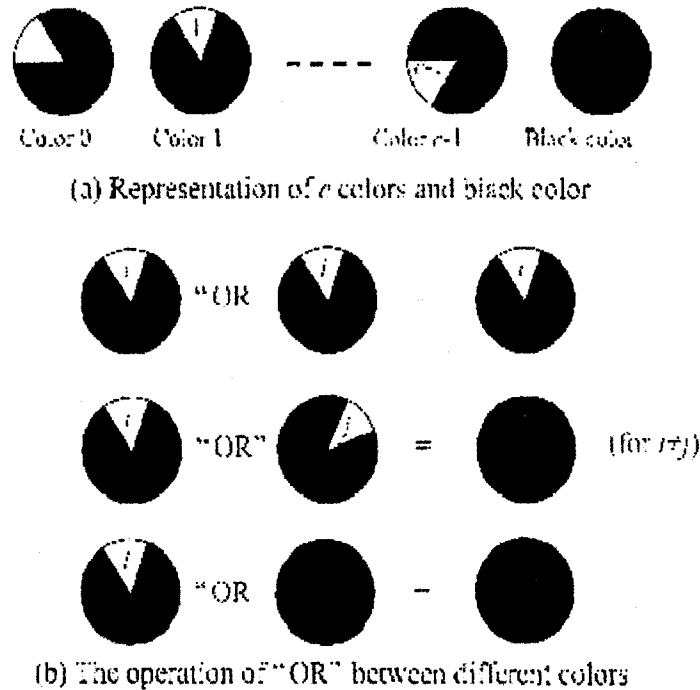 1
Color 0 Color 1 Color c-1 Black color
(a) Representation of c colors and black color
i "OR j i
i "OR" j = (for i≠j)
i "OR –
(b) The operation of "OR" between different colors